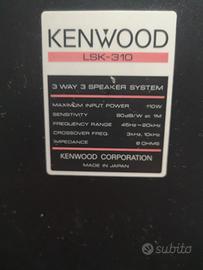 KENWOOD
LSK-310
3 WAY 3 SPEAKER SYSTEM
MAXIMUM INPUT POWER 110W
SENSITIVITY 90dB/W at 1M
FREQUENCY RANGE 45Hz~20kHz
CROSSOVER FREQ. 3kHz, 10kHz
IMPEDANCE 8 OHMS
KENWOOD CORPORATION
MADE IN JAPAN
subito